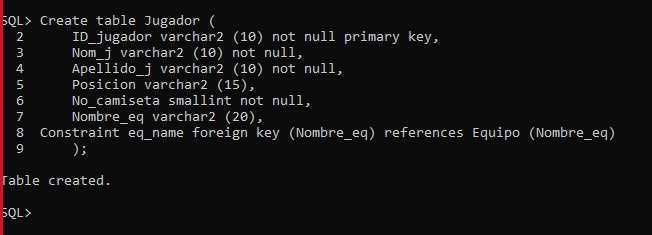 SQL> Create table Jugador (
2 ID_jugador varchar2 (10) not null primary key,
3 Nom_j varchar2 (10) not null,
4 Apellido_j varchar2 (10) not null,
5 Posicion varchar2 (15),
6 No_camiseta smallint not null,
7 Nombre_eq varchar2 (20),
8 Constraint eq_name foreign key (Nombre_eq) references Equipo (Nombre_eq)
9 );
Table created.
SQL>